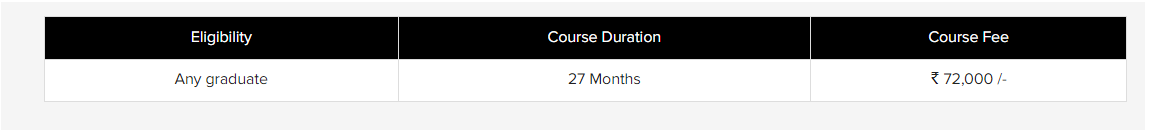 Eligibility Course Duration Course Fee
Any graduate 27 Months ₹ 72,000 /-